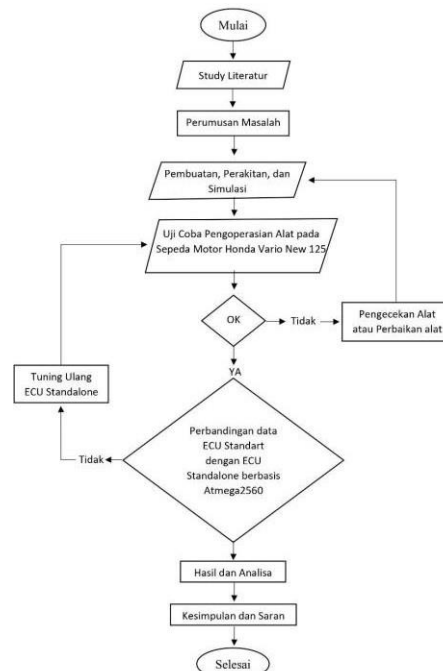 Mulai
Study Literatur
Perumusan Masalah
Pembuatan, Perakitan, dan
Simulasi
Uji Coba Pengoperasian Alat pada
Sepeda Motor Honda Vario New 125
OK
Tidak
Pengecekan Alat
atau Perbaikan alat
YA
Tuning Ulang
ECU Standalone
Tidak
Perbandingan data
ECU Standart
dengan ECU
Standalone berbasis
Atmega2560
Hasil dan Analisa
Kesimpulan dan Saran
Selesai